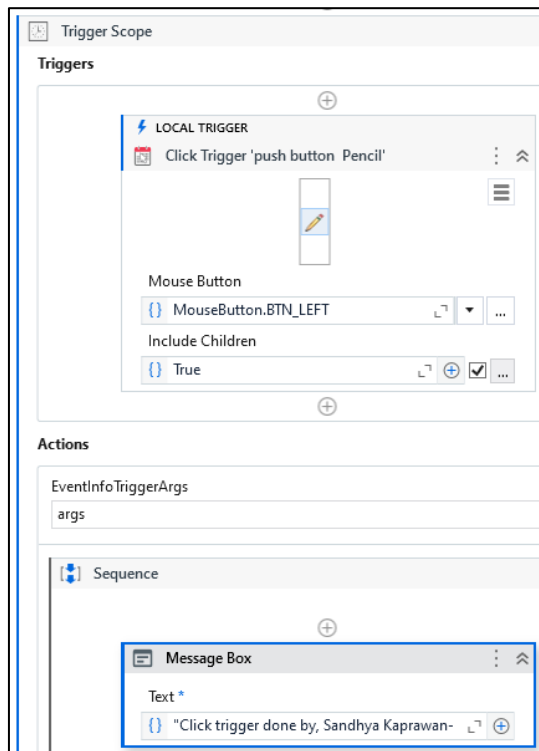 Trigger Scope
Triggers
LOCAL TRIGGER
Click Trigger 'push button  Pencil'
Mouse Button
{} MouseButton.BTN_LEFT
...
Include Children
{} True
...
Actions
EventInfoTriggerArgs
args
Sequence
Message Box
Text *
{} "Click trigger done by, Sandhya Kaprawan-